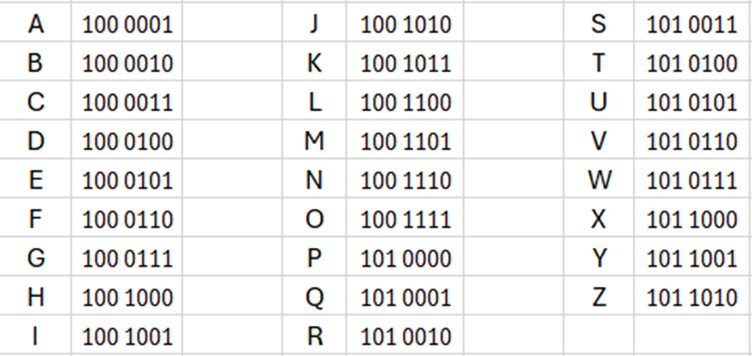 A 100 0001 J 100 1010 S 101 0011
B 100 0010 K 100 1011 T 101 0100
C 100 0011 L 100 1100 U 101 0101
D 100 0100 M 100 1101 V 101 0110
E 100 0101 N 100 1110 W 101 0111
F 100 0110 O 100 1111 X 101 1000
G 100 0111 P 101 0000 Y 101 1001
H 100 1000 Q 101 0001 Z 101 1010
I 100 1001 R 101 0010